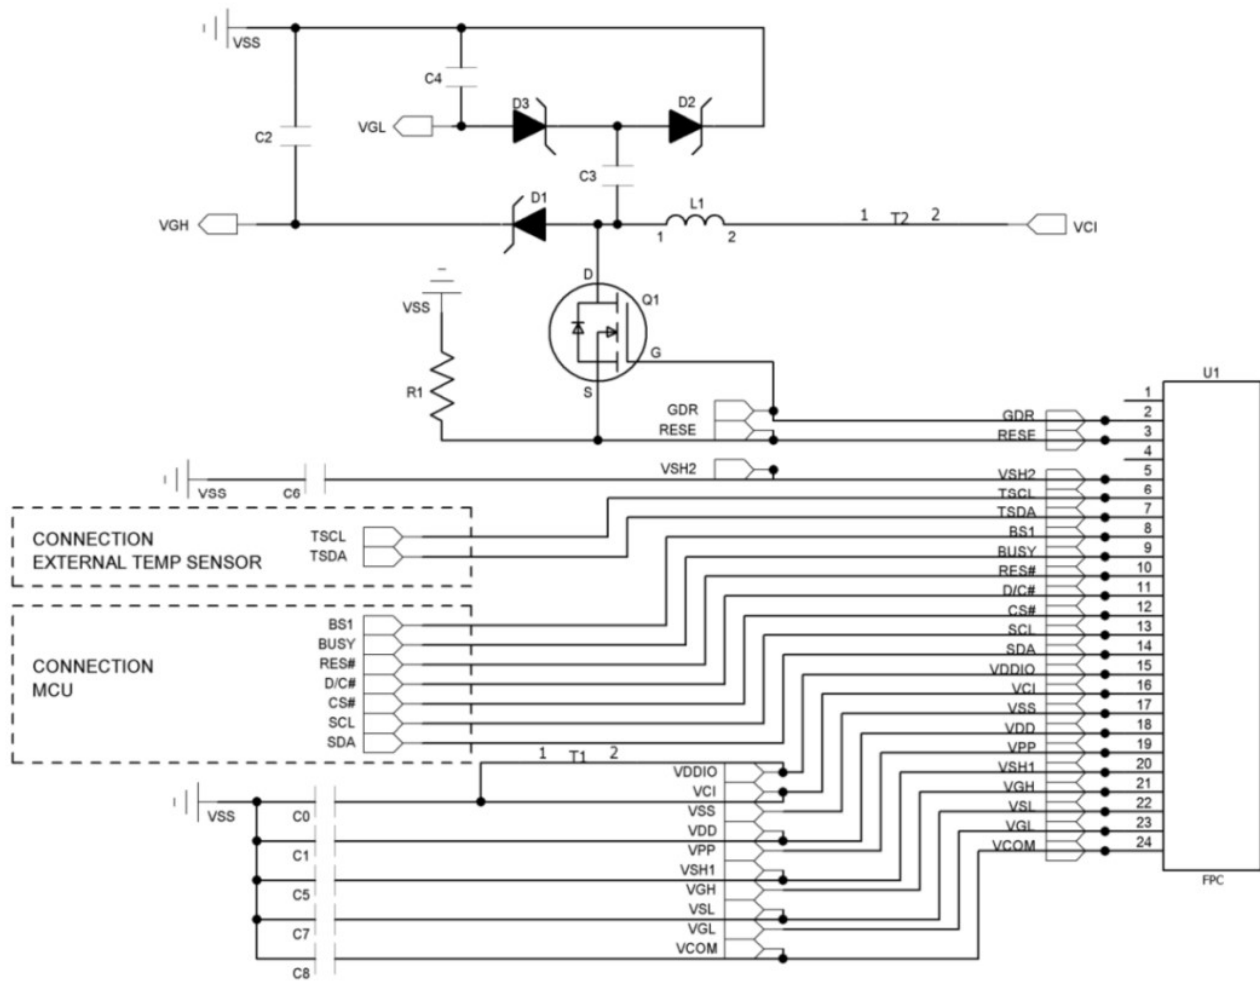 VSS
C4
D3
D2
VGL
C2
C3
D1
L1
VGH
1
2
1 T2 2
VCI
D
VSS
Q1
G
R1
S
U1
GDR
RESE
GDR
RESE
1
2
3
4
VSH2
VSS
C6
CONNECTION
EXTERNAL TEMP SENSOR
TSCL
TSDA
CONNECTION
MCU
BS1
BUSY
RES#
D/C#
CS#
SCL
SDA
VSH2 5
TSCL 6
TSDA 7
BS1 8
BUSY 9
RES# 10
D/C# 11
CS# 12
SCL 13
SDA 14
VDDIO 15
VCI 16
VSS 17
VDD 18
VPP 19
VSH1 20
VGH 21
VSL 22
VGL 23
VCOM 24
FPC
1 T1 2
VSS
C0
C1
C5
C7
C8
VDDIO
VCI
VSS
VDD
VPP
VSH1
VGH
VSL
VGL
VCOM